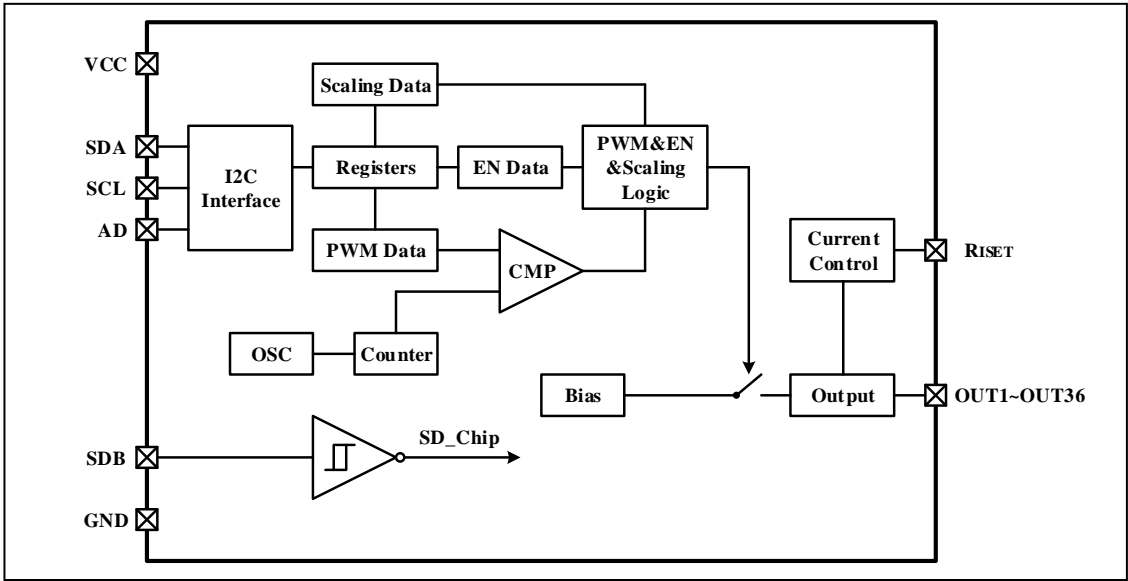 VCC
Scaling Data
SDA
SCL
AD
I2C
Interface
Registers
EN Data
PWM&EN
&Scaling
Logic
PWM Data
CMP
Current
Control
RISET
OSC
Counter
Bias
Output
OUT1~OUT36
SDB
SD_Chip
GND